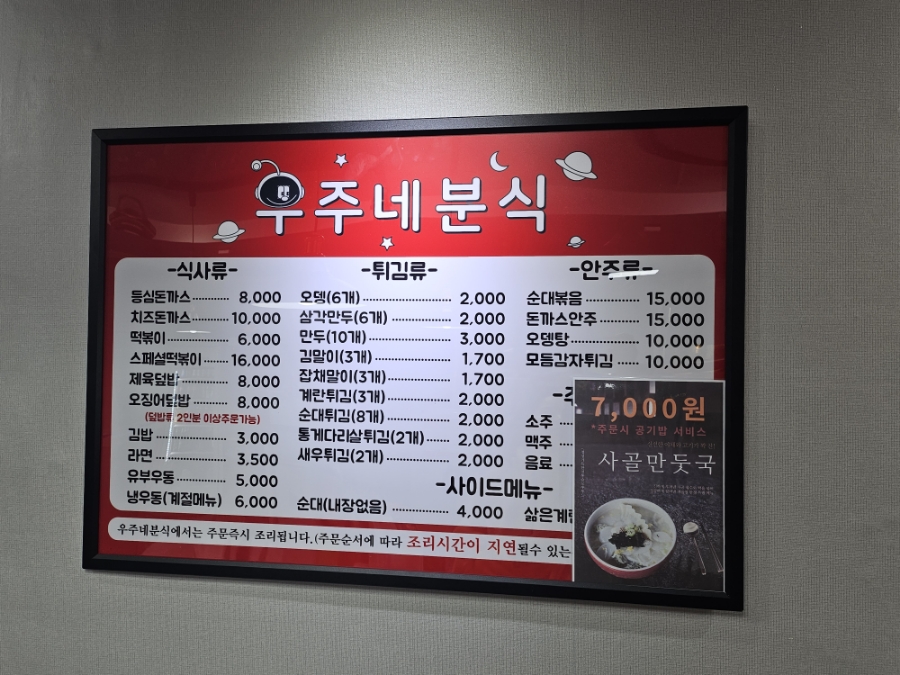 우주네분식
-식사류-
등심돈까스 8,000
치즈돈까스 10,000
떡볶이 6,000
스페셜떡볶이 16,000
제육덮밥 8,000
오징어덮밥 8,000
(덮밥류 2인분 이상주문가능)
김밥 3,000
라면 3,500
유부우동 5,000
냉우동(계절메뉴) 6,000
-튀김류-
오뎅(6개) 2,000
삼각만두(6개) 2,000
만두(10개) 3,000
김말이(3개) 1,700
잡채말이(3개) 1,700
계란튀김(3개) 2,000
순대튀김(8개) 2,000
통게다리살튀김(2개) 2,000
새우튀김(2개) 2,000
-안주류-
순대볶음 15,000
돈까스안주 15,000
오뎅탕 10,000
모듬감자튀김 10,000
소주
맥주
음료
-사이드메뉴-
순대(내장없음) 4,000
삶은계
우주네분식에서는 주문즉시 조리됩니다.(주문순서에 따라 조리시간이 지연될수 있는
7,000원
*주문시 공기밥 서비스
사골만둣국